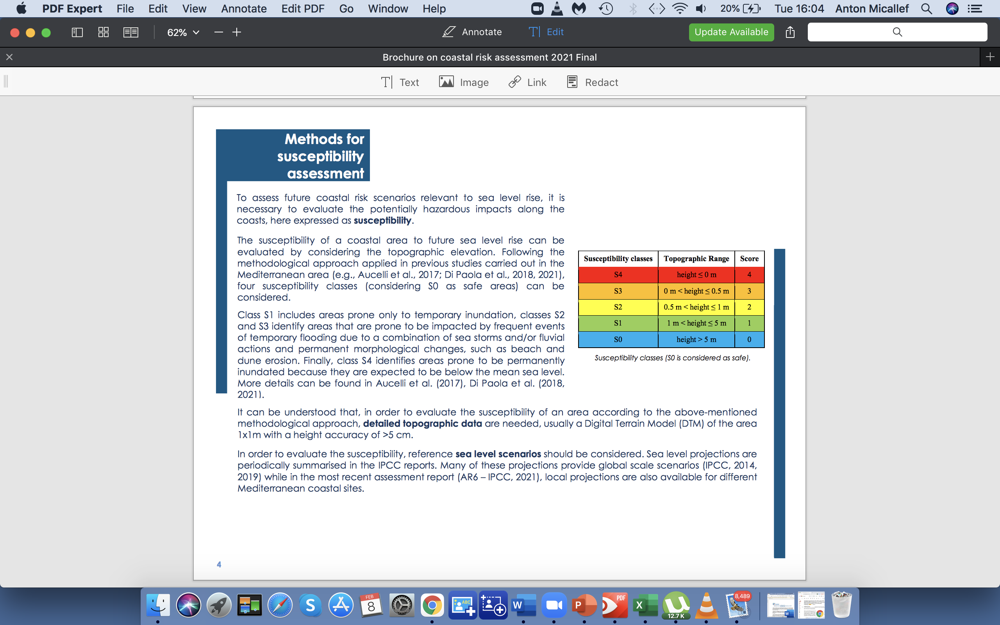 PDF Expert File Edit View Annotate Edit PDF Go Window Help 20% Tue 16:04 Anton Micallef
62% Annotate T Edit Update Available
Brochure on coastal risk assessment 2021 Final
T Text Image Link Redact
Methods for
susceptibility
assessment
To assess future coastal risk scenarios relevant to sea level rise, it is
necessary to evaluate the potentially hazardous impacts along the
coasts, here expressed as susceptibility.
The susceptibility of a coastal area to future sea level rise can be
evaluated by considering the topographic elevation. Following the
methodological approach applied in previous studies carried out in the
Mediterranean area (e.g., Aucelli et al., 2017; Di Paola et al., 2018, 2021),
four susceptibility classes (considering S0 as safe areas) can be
considered.
Class S1 includes areas prone only to temporary inundation, classes S2
and S3 identify areas that are prone to be impacted by frequent events
of temporary flooding due to a combination of sea storms and/or fluvial
actions and permanent morphological changes, such as beach and
dune erosion. Finally, class S4 identifies areas prone to be permanently
inundated because they are expected to be below the mean sea level.
More details can be found in Aucelli et al. (2017), Di Paola et al. (2018,
2021).
Susceptibility classes Topographic Range Score
S4 height ≤ 0 m 4
S3 0 m < height ≤ 0.5 m 3
S2 0.5 m < height ≤ 1 m 2
S1 1 m < height ≤ 5 m 1
S0 height > 5 m 0
Susceptibility classes (S0 is considered as safe).
It can be understood that, in order to evaluate the susceptibility of an area according to the above-mentioned
methodological approach, detailed topographic data are needed, usually a Digital Terrain Model (DTM) of the area
1x1m with a height accuracy of >5 cm.
In order to evaluate the susceptibility, reference sea level scenarios should be considered. Sea level projections are
periodically summarised in the IPCC reports. Many of these projections provide global scale scenarios (IPCC, 2014,
2019) while in the most recent assessment report (AR6 – IPCC, 2021), local projections are also available for different
Mediterranean coastal sites.
4
S FEB 8 ABC W P PDF X 12.7 K 8,489 W